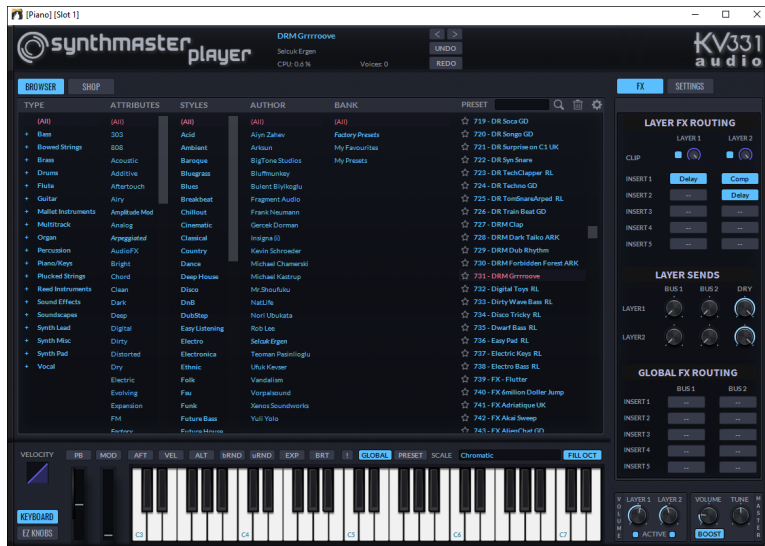 [Piano] [Slot 1]
synthmaster player
DRM Grrrroove
Selcuk Ergen
CPU: 0.6 % Voices: 0
< >
UNDO
REDO
KV331 audio
BROWSER SHOP
FX SETTINGS
TYPE ATTRIBUTES STYLES AUTHOR BANK PRESET
(All) (All) (All) (All) (All) 719 - DR Soca GD
+ Bass 303 Acid Aiyn Zahev Factory Presets 720 - DR Songo GD
+ Bowed Strings 808 Ambient Arksun My Favourites 721 - DR Surprise on C1 UK
+ Brass Acoustic Baroque BigTone Studios My Presets 722 - DR Syn Snare
+ Drums Additive Bluegrass Bluffmunkey 723 - DR TechClapper RL
+ Flute Aftertouch Blues Bulent Biyikoglu 724 - DR Techno GD
+ Guitar Airy Breakbeat Fragment Audio 725 - DR TomSnareArped RL
+ Mallet Instruments Amplitude Mod Chillout Frank Neumann 726 - DR Train Beat GD
+ Multitrack Analog Cinematic Gercek Dorman 727 - DRM Clap
+ Organ Arpeggiated Classical Insigna (i) 728 - DRM Dark Taiko ARK
+ Percussion AudioFX Country Kevin Schroeder 729 - DRM Dub Rhythm
+ Piano/Keys Bright Dance Michael Chamerski 730 - DRM Forbidden Forest ARK
+ Plucked Strings Chord Deep House Michael Kastrup 731 - DRM Grrrroove
+ Reed Instruments Clean Disco Mr.Shoufuku 732 - Digital Toys RL
+ Sound Effects Dark DnB NatLife 733 - Dirty Wave Bass RL
+ Soundscapes Deep DubStep Nori Ubukata 734 - Disco Tricky RL
+ Synth Lead Digital Easy Listening Rob Lee 735 - Dwarf Bass RL
+ Synth Misc Dirty Electro Selcuk Ergen 736 - Easy Pad RL
+ Synth Pad Distorted Electronica Teoman Pasinlioglu 737 - Electric Keys RL
+ Vocal Dry Ethnic Ufuk Kevser 738 - Electro Bass RL
Electric Folk Vandalism 739 - FX - Flutter
Evolving Fsu Vorpalsound 740 - FX 6milion Doller Jump
Expansion Funk Xenos Soundworks 741 - FX Adriatique UK
FM Future Bass Yuli Yolo 742 - FX Akai Sweep
Factory Future House 743 - FX AlienChat GD
LAYER FX ROUTING
LAYER 1 LAYER 2
CLIP
INSERT 1 Delay Comp
INSERT 2 -- Delay
INSERT 3 -- --
INSERT 4 -- --
INSERT 5 -- --
LAYER SENDS
BUS 1 BUS 2 DRY
LAYER1
LAYER2
GLOBAL FX ROUTING
BUS 1 BUS 2
INSERT 1 -- --
INSERT 2 -- --
INSERT 3 -- --
INSERT 4 -- --
INSERT 5 -- --
VELOCITY PB MOD AFT VEL ALT bRND uRND EXP BRT ! GLOBAL PRESET SCALE Chromatic FILL OCT
KEYBOARD
EZ KNOBS
C3 C4 C5 C6 C7
VOLUME LAYER 1 LAYER 2 VOLUME TUNE MASTER
ACTIVE BOOST